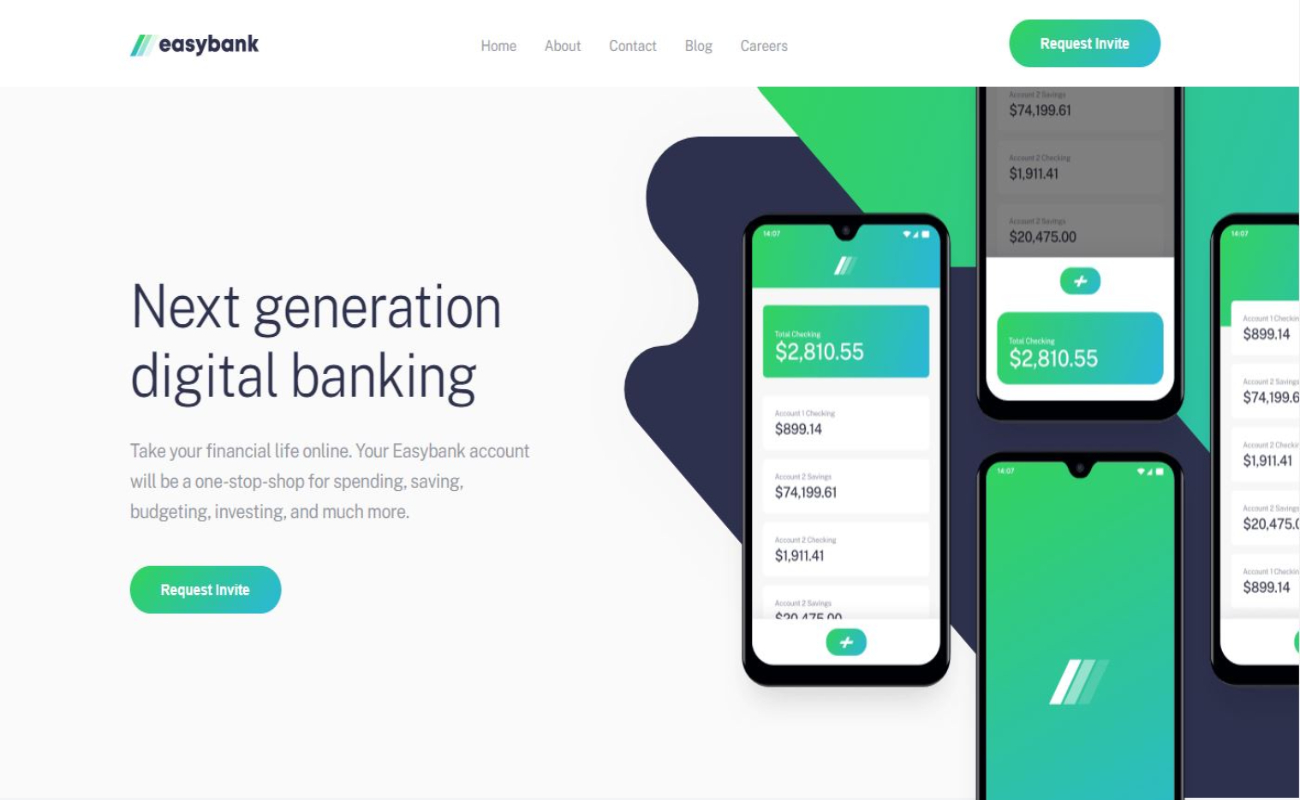 easybank
Home About Contact Blog Careers
Request Invite
Next generation
digital banking
Take your financial life online. Your Easybank account
will be a one-stop-shop for spending, saving,
budgeting, investing, and much more.
Request Invite
14:07
Total Checking
$2,810.55
Account 1 Checking
$899.14
Account 2 Savings
$74,199.61
Account 2 Checking
$1,911.41
Account 2 Savings
$20,475.00
Account 2 Savings
$74,199.61
Account 2 Checking
$1,911.41
Account 2 Savings
$20,475.00
Total Checking
$2,810.55
14:07
14:07
Account 1 Checkin
$899.14
Account 2 Savings
$74,199.6
Account 2 Checkin
$1,911.41
Account 2 Savings
$20,475.0
Account 1 Checkin
$899.14